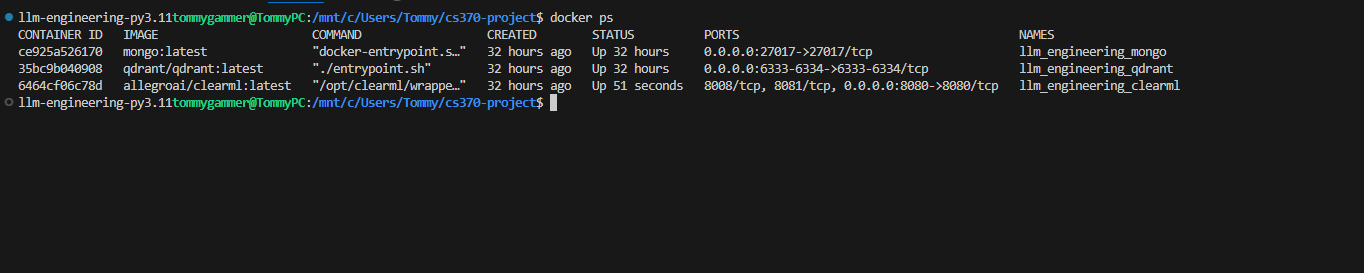 llm-engineering-py3.11tommygammer@TommyPC:/mnt/c/Users/Tommy/cs370-project$ docker ps
CONTAINER ID   IMAGE                     COMMAND                  CREATED        STATUS          PORTS                                        NAMES
ce925a526170   mongo:latest              "docker-entrypoint.s…"   32 hours ago   Up 32 hours     0.0.0.0:27017->27017/tcp                     llm_engineering_mongo
35bc9b040908   qdrant/qdrant:latest      "./entrypoint.sh"        32 hours ago   Up 32 hours     0.0.0.0:6333-6334->6333-6334/tcp             llm_engineering_qdrant
6464cf06c78d   allegroai/clearml:latest   "/opt/clearml/wrappe…"   32 hours ago   Up 51 seconds   8008/tcp, 8081/tcp, 0.0.0.0:8080->8080/tcp   llm_engineering_clearml
llm-engineering-py3.11tommygammer@TommyPC:/mnt/c/Users/Tommy/cs370-project$